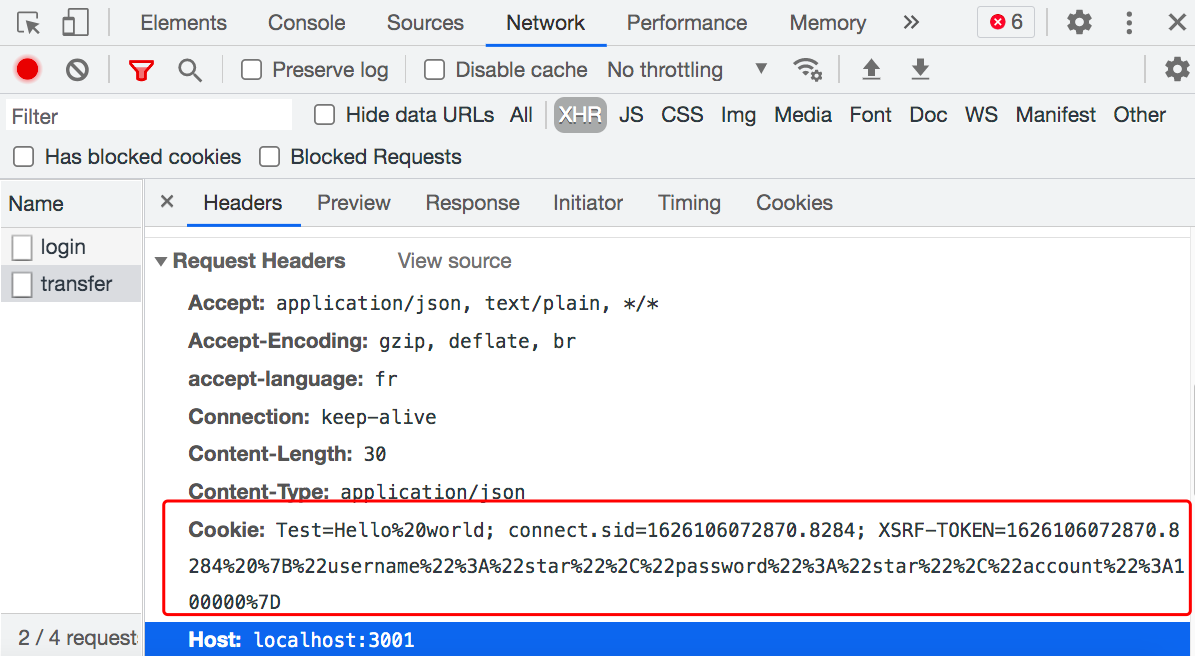 Elements Console Sources Network Performance Memory » 6
Preserve log Disable cache No throttling
Filter Hide data URLs All XHR JS CSS Img Media Font Doc WS Manifest Other
Has blocked cookies Blocked Requests
Name × Headers Preview Response Initiator Timing Cookies
login
transfer
Request Headers View source
Accept: application/json, text/plain, */*
Accept-Encoding: gzip, deflate, br
accept-language: fr
Connection: keep-alive
Content-Length: 30
Content-Type: application/json
Cookie: Test=Hello%20world; connect.sid=1626106072870.8284; XSRF-TOKEN=1626106072870.8
284%20%7B%22username%22%3A%22star%22%2C%22password%22%3A%22star%22%2C%22account%22%3A1
00000%7D
2 / 4 request
Host: localhost:3001